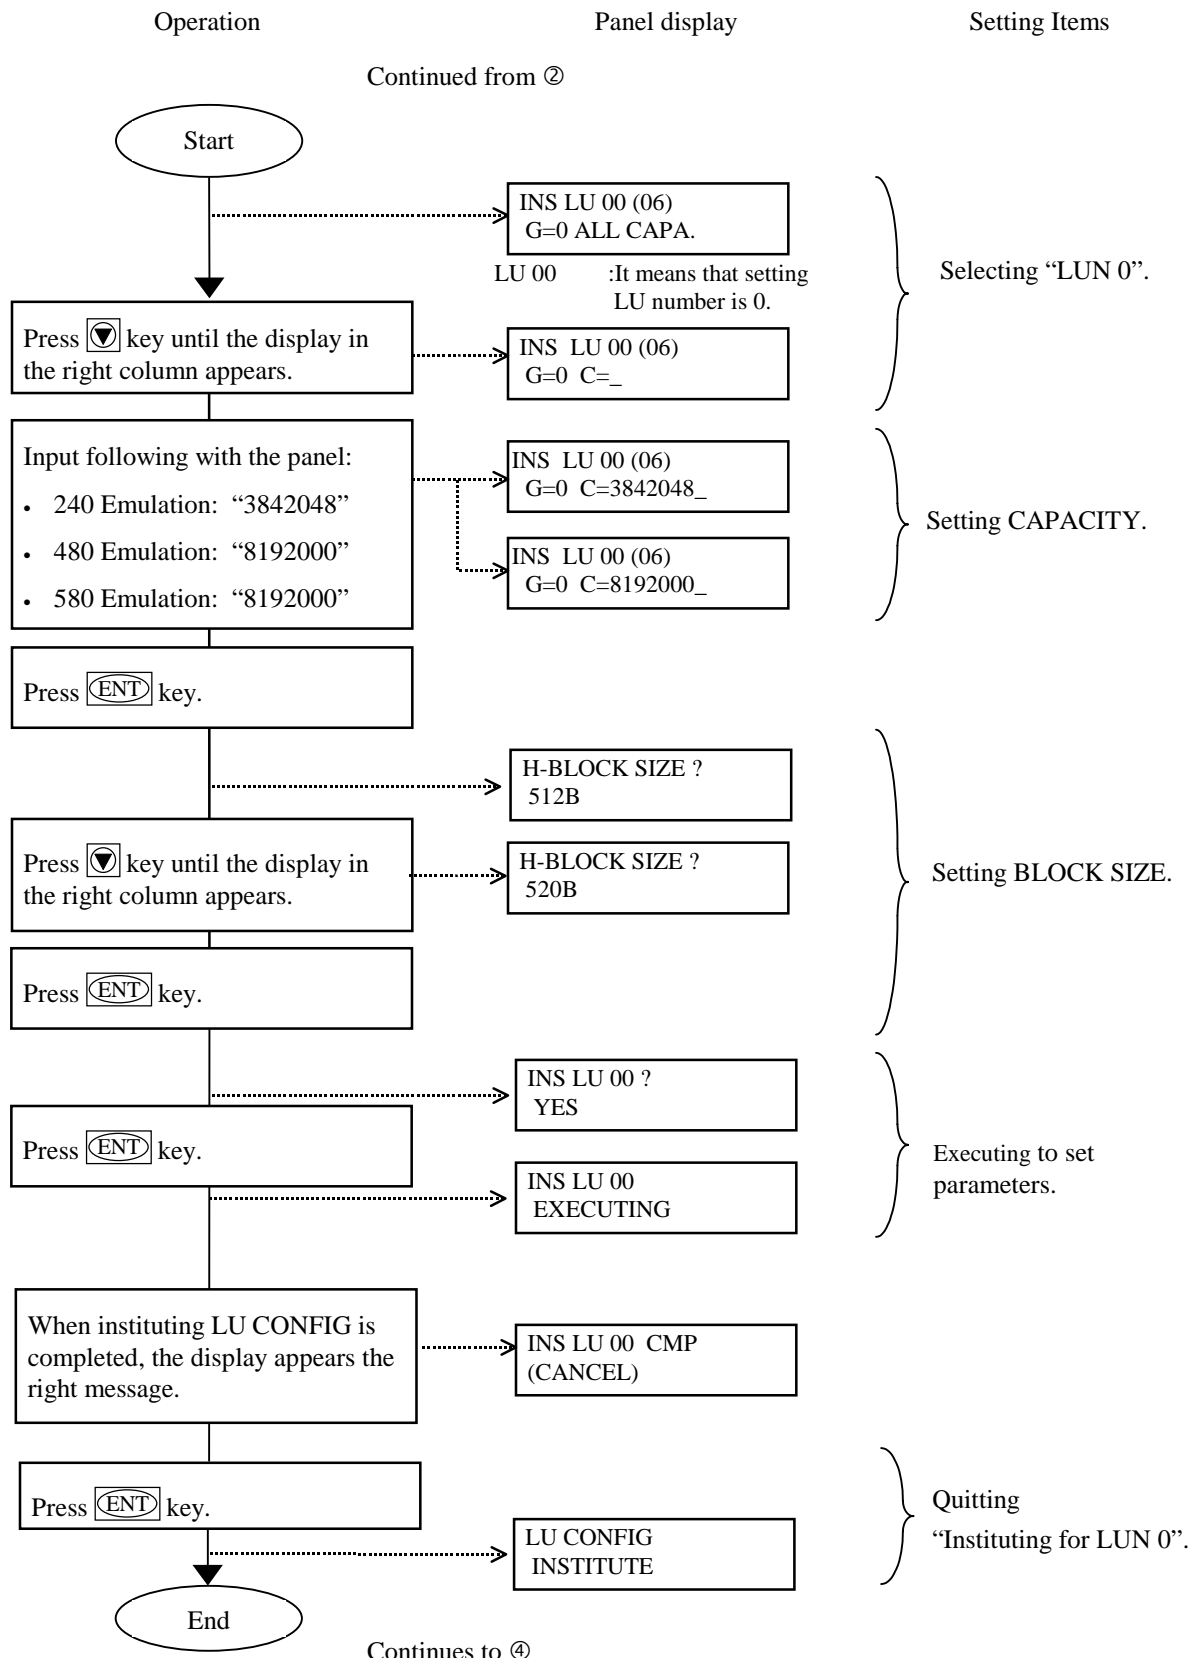 Operation Panel display Setting Items
Continued from ②
Start
INS LU 00 (06)
G=0 ALL CAPA.
LU 00 :It means that setting
LU number is 0.
Selecting “LUN 0”.
Press ▼ key until the display in
the right column appears.
INS LU 00 (06)
G=0 C=_
Input following with the panel:
• 240 Emulation: “3842048”
• 480 Emulation: “8192000”
• 580 Emulation: “8192000”
INS LU 00 (06)
G=0 C=3842048_
INS LU 00 (06)
G=0 C=8192000_
Setting CAPACITY.
Press ENT key.
H-BLOCK SIZE ?
512B
Press ▼ key until the display in
the right column appears.
H-BLOCK SIZE ?
520B
Setting BLOCK SIZE.
Press ENT key.
INS LU 00 ?
YES
Press ENT key.
INS LU 00
EXECUTING
Executing to set
parameters.
When instituting LU CONFIG is
completed, the display appears the
right message.
INS LU 00 CMP
(CANCEL)
Press ENT key.
LU CONFIG
INSTITUTE
Quitting
“Instituting for LUN 0”.
End
Continues to ④